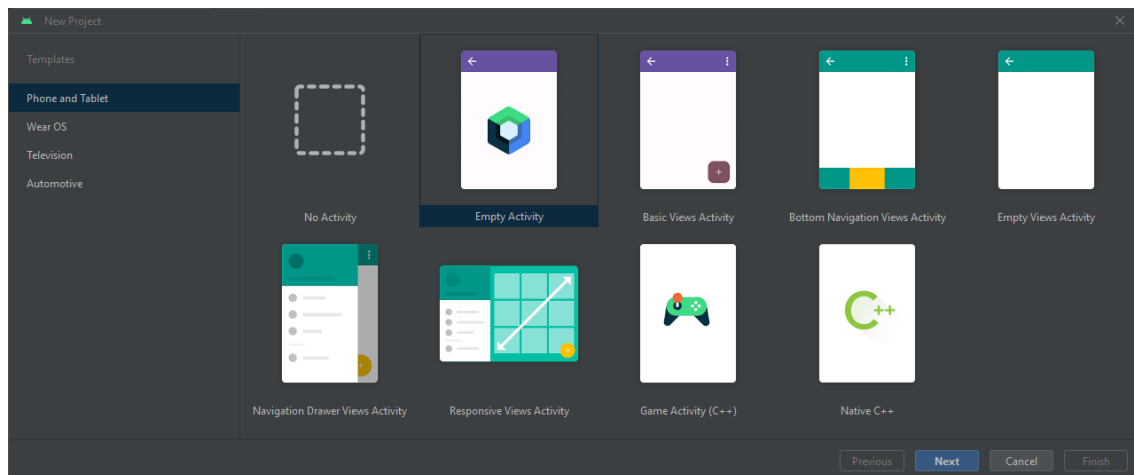 New Project
Templates
Phone and Tablet
Wear OS
Television
Automotive
No Activity
Empty Activity
Basic Views Activity
Bottom Navigation Views Activity
Empty Views Activity
Navigation Drawer Views Activity
Responsive Views Activity
Game Activity (C++)
C++
Native C++
Previous
Next
Cancel
Finish